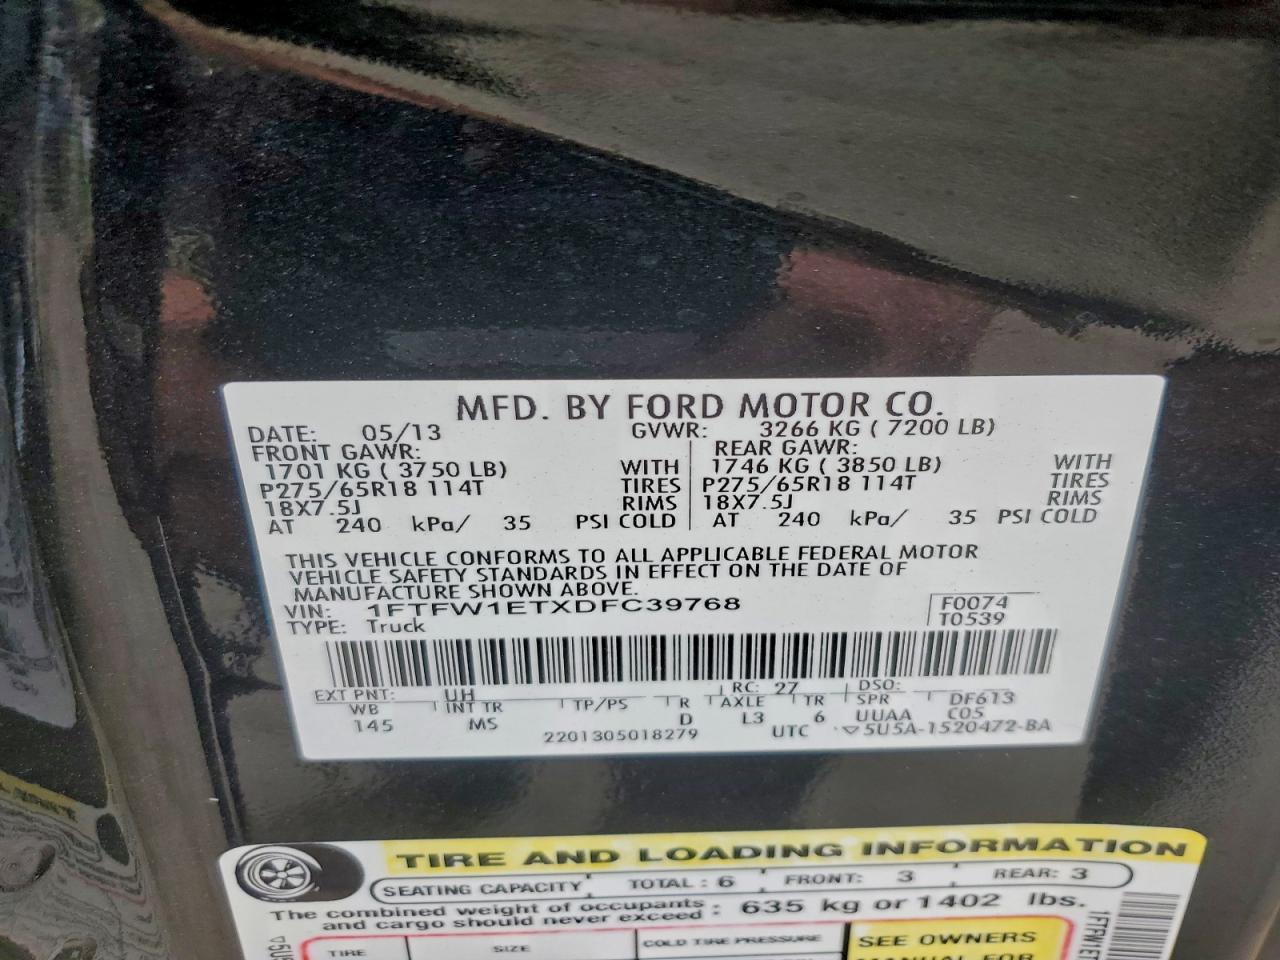 MFD. BY FORD MOTOR CO.
DATE: 05/13 GVWR: 3266 KG ( 7200 LB)
FRONT GAWR: REAR GAWR:
1701 KG ( 3750 LB) WITH 1746 KG ( 3850 LB) WITH
P275/65R18 114T TIRES P275/65R18 114T TIRES
18X7.5J RIMS 18X7.5J RIMS
AT 240 kPa/ 35 PSI COLD AT 240 kPa/ 35 PSI COLD
THIS VEHICLE CONFORMS TO ALL APPLICABLE FEDERAL MOTOR
VEHICLE SAFETY STANDARDS IN EFFECT ON THE DATE OF
MANUFACTURE SHOWN ABOVE.
VIN: 1FTFW1ETXDFC39768 F0074
TYPE: Truck T0539
EXT PNT: UH RC: 27 DSO:
WB INT TR TP/PS R AXLE TR SPR DF613
145 MS D L3 6 UUAA C05
2201305018279 UTC ▽5U5A-1520472-BA
TIRE AND LOADING INFORMATION
SEATING CAPACITY TOTAL : 6 FRONT: 3 REAR: 3
The combined weight of occupants : 635 kg or 1402 lbs.
and cargo should never exceed
TIRE SIZE COLD TIRE PRESSURE SEE OWNERS
MANUAL FOR
1FTFW1ET
▽5U5